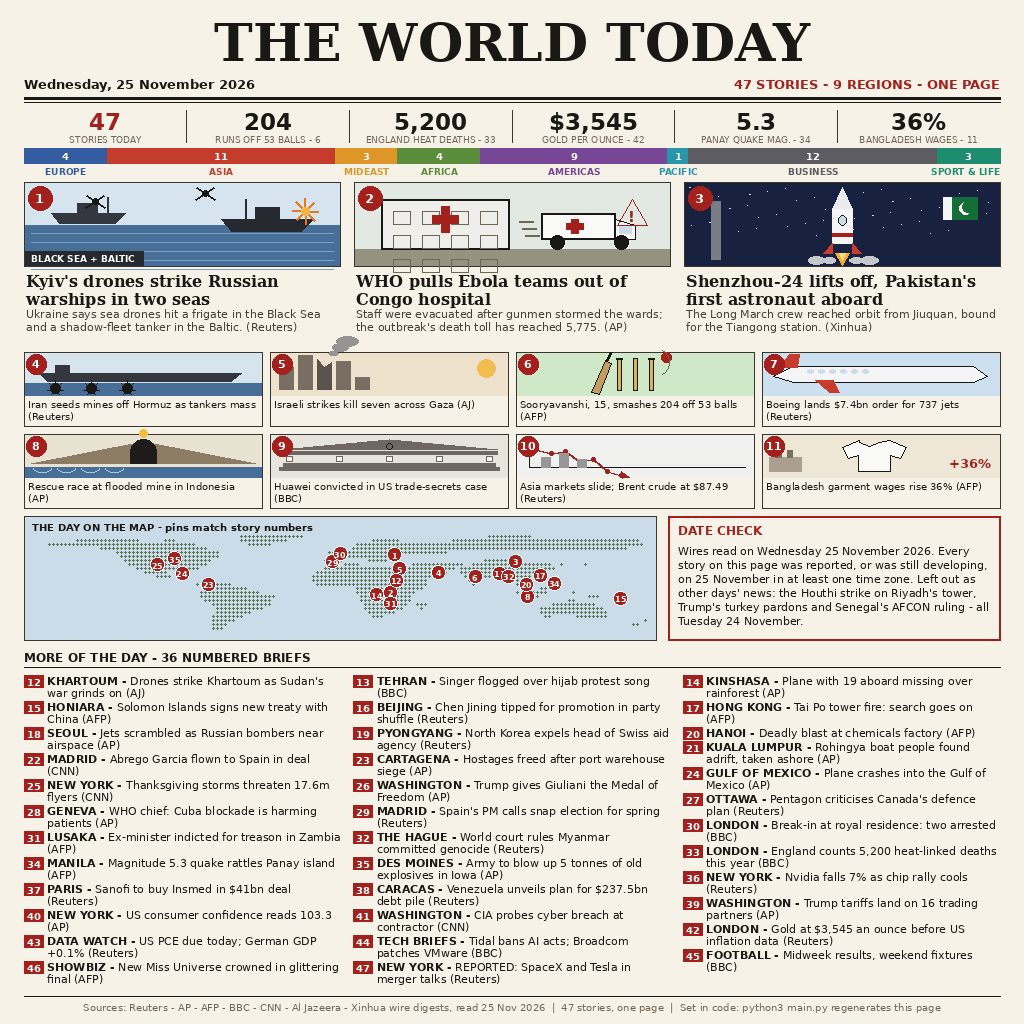 THE WORLD TODAY
Wednesday, 25 November 2026
47 STORIES - 9 REGIONS - ONE PAGE
47
STORIES TODAY
204
RUNS OFF 53 BALLS - 6
5,200
ENGLAND HEAT DEATHS - 33
$3,545
GOLD PER OUNCE - 42
5.3
PANAY QUAKE MAG. - 34
36%
BANGLADESH WAGES - 11
4
11
3
4
9
1
12
3
EUROPE
ASIA
MIDEAST
AFRICA
AMERICAS
PACIFIC
BUSINESS
SPORT & LIFE
1
BLACK SEA + BALTIC
Kyiv's drones strike Russian
warships in two seas
Ukraine says sea drones hit a frigate in the Black Sea
and a shadow-fleet tanker in the Baltic. (Reuters)
2
!
WHO pulls Ebola teams out of
Congo hospital
Staff were evacuated after gunmen stormed the wards;
the outbreak's death toll has reached 5,775. (AP)
3
Shenzhou-24 lifts off, Pakistan's
first astronaut aboard
The Long March crew reached orbit from Jiuquan, bound
for the Tiangong station. (Xinhua)
4
Iran seeds mines off Hormuz as tankers mass
(Reuters)
5
Israeli strikes kill seven across Gaza (AJ)
6
Sooryavanshi, 15, smashes 204 off 53 balls
(AFP)
7
Boeing lands $7.4bn order for 737 jets
(Reuters)
8
Rescue race at flooded mine in Indonesia
(AP)
9
Huawei convicted in US trade-secrets case
(BBC)
10
Asia markets slide; Brent crude at $87.49
(Reuters)
11
+36%
Bangladesh garment wages rise 36% (AFP)
THE DAY ON THE MAP - pins match story numbers
25
35
24
23
29
30
1
5
12
14
2
31
4
6
32
3
20
17
34
8
15
DATE CHECK
Wires read on Wednesday 25 November 2026. Every
story on this page was reported, or was still developing,
on 25 November in at least one time zone. Left out as
other days' news: the Houthi strike on Riyadh's tower,
Trump's turkey pardons and Senegal's AFCON ruling - all
Tuesday 24 November.
MORE OF THE DAY - 36 NUMBERED BRIEFS
12 KHARTOUM - Drones strike Khartoum as Sudan's
war grinds on (AJ)
15 HONIARA - Solomon Islands signs new treaty with
China (AFP)
18 SEOUL - Jets scrambled as Russian bombers near
airspace (AP)
22 MADRID - Abrego Garcia flown to Spain in deal
(CNN)
25 NEW YORK - Thanksgiving storms threaten 17.6m
flyers (CNN)
28 GENEVA - WHO chief: Cuba blockade is harming
patients (AP)
31 LUSAKA - Ex-minister indicted for treason in Zambia
(AFP)
34 MANILA - Magnitude 5.3 quake rattles Panay island
(AFP)
37 PARIS - Sanofi to buy Insmed in $41bn deal
(Reuters)
40 NEW YORK - US consumer confidence reads 103.3
(AP)
43 DATA WATCH - US PCE due today; German GDP
+0.1% (Reuters)
46 SHOWBIZ - New Miss Universe crowned in glittering
final (AFP)
13 TEHRAN - Singer flogged over hijab protest song
(BBC)
16 BEIJING - Chen Jining tipped for promotion in party
shuffle (Reuters)
19 PYONGYANG - North Korea expels head of Swiss aid
agency (Reuters)
23 CARTAGENA - Hostages freed after port warehouse
siege (AP)
26 WASHINGTON - Trump gives Giuliani the Medal of
Freedom (AP)
29 MADRID - Spain's PM calls snap election for spring
(Reuters)
32 THE HAGUE - World court rules Myanmar
committed genocide (Reuters)
35 DES MOINES - Army to blow up 5 tonnes of old
explosives in Iowa (AP)
38 CARACAS - Venezuela unveils plan for $237.5bn
debt pile (Reuters)
41 WASHINGTON - CIA probes cyber breach at
contractor (CNN)
44 TECH BRIEFS - Tidal bans AI acts; Broadcom
patches VMware (BBC)
47 NEW YORK - REPORTED: SpaceX and Tesla in
merger talks (Reuters)
14 KINSHASA - Plane with 19 aboard missing over
rainforest (AP)
17 HONG KONG - Tai Po tower fire: search goes on
(AFP)
20 HANOI - Deadly blast at chemicals factory (AFP)
21 KUALA LUMPUR - Rohingya boat people found
adrift, taken ashore (AP)
24 GULF OF MEXICO - Plane crashes into the Gulf of
Mexico (AP)
27 OTTAWA - Pentagon criticises Canada's defence
plan (Reuters)
30 LONDON - Break-in at royal residence: two arrested
(BBC)
33 LONDON - England counts 5,200 heat-linked deaths
this year (BBC)
36 NEW YORK - Nvidia falls 7% as chip rally cools
(Reuters)
39 WASHINGTON - Trump tariffs land on 16 trading
partners (AP)
42 LONDON - Gold at $3,545 an ounce before US
inflation data (Reuters)
45 FOOTBALL - Midweek results, weekend fixtures
(BBC)
Sources: Reuters - AP - AFP - BBC - CNN - Al Jazeera - Xinhua wire digests, read 25 Nov 2026 | 47 stories, one page | Set in code: python3 main.py regenerates this page